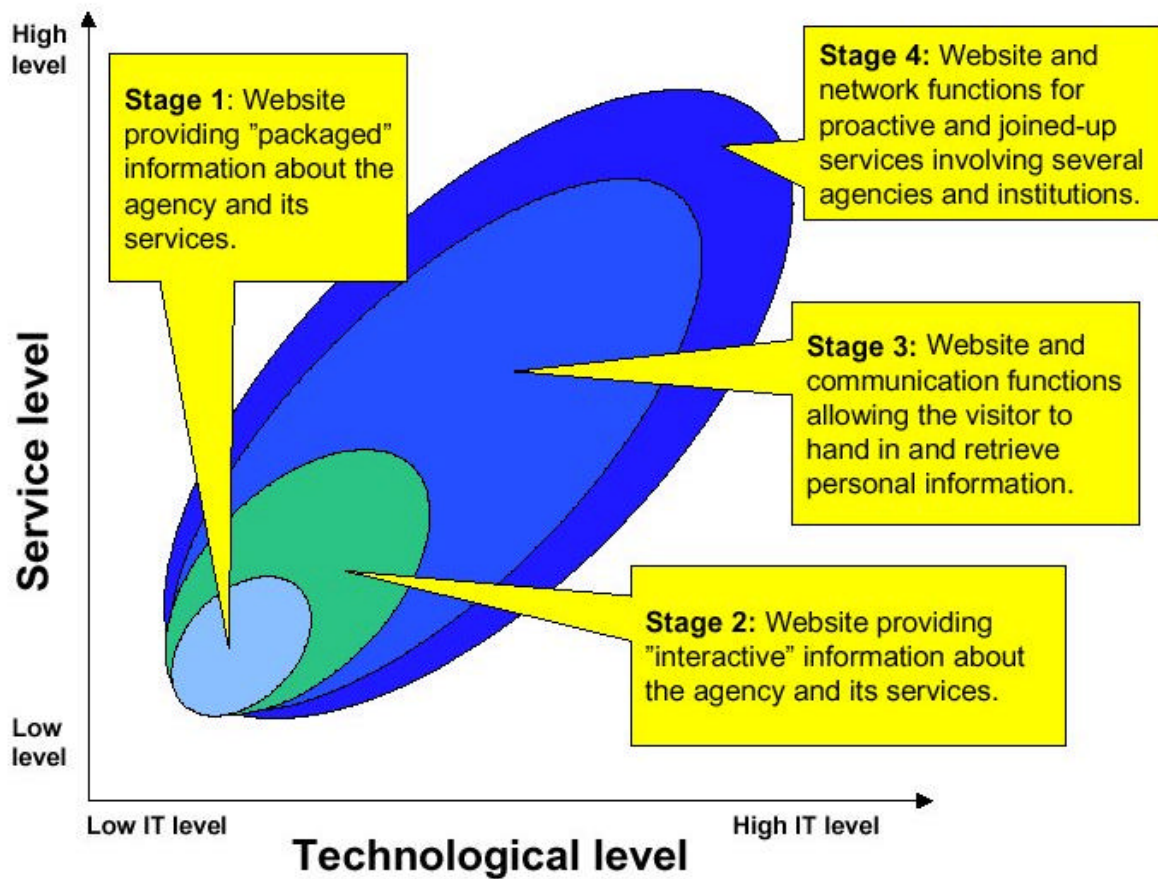 High
level
Stage 1: Website
providing ”packaged”
information about the
agency and its
services.
Stage 4: Website and
network functions for
proactive and joined-up
services involving several
agencies and institutions.
Stage 3: Website and
communication functions
allowing the visitor to
hand in and retrieve
personal information.
Service level
Stage 2: Website providing
”interactive” information about
the agency and its services.
Low
level
Low IT level
High IT level
Technological level